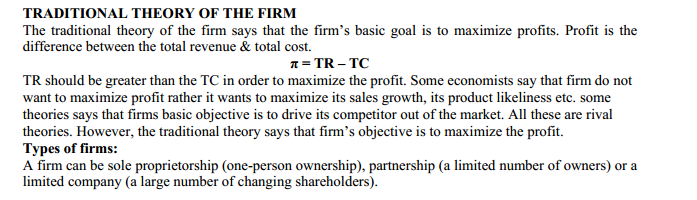 TRADITIONAL THEORY OF THE FIRM
The traditional theory of the firm says that the firm's basic goal is to maximize profits. Profit is the
difference between the total revenue & total cost.
π = TR – TC
TR should be greater than the TC in order to maximize the profit. Some economists say that firm do not
want to maximize profit rather it wants to maximize its sales growth, its product likeliness etc. some
theories says that firms basic objective is to drive its competitor out of the market. All these are rival
theories. However, the traditional theory says that firm's objective is to maximize the profit.
Types of firms:
A firm can be sole proprietorship (one-person ownership), partnership (a limited number of owners) or a
limited company (a large number of changing shareholders).